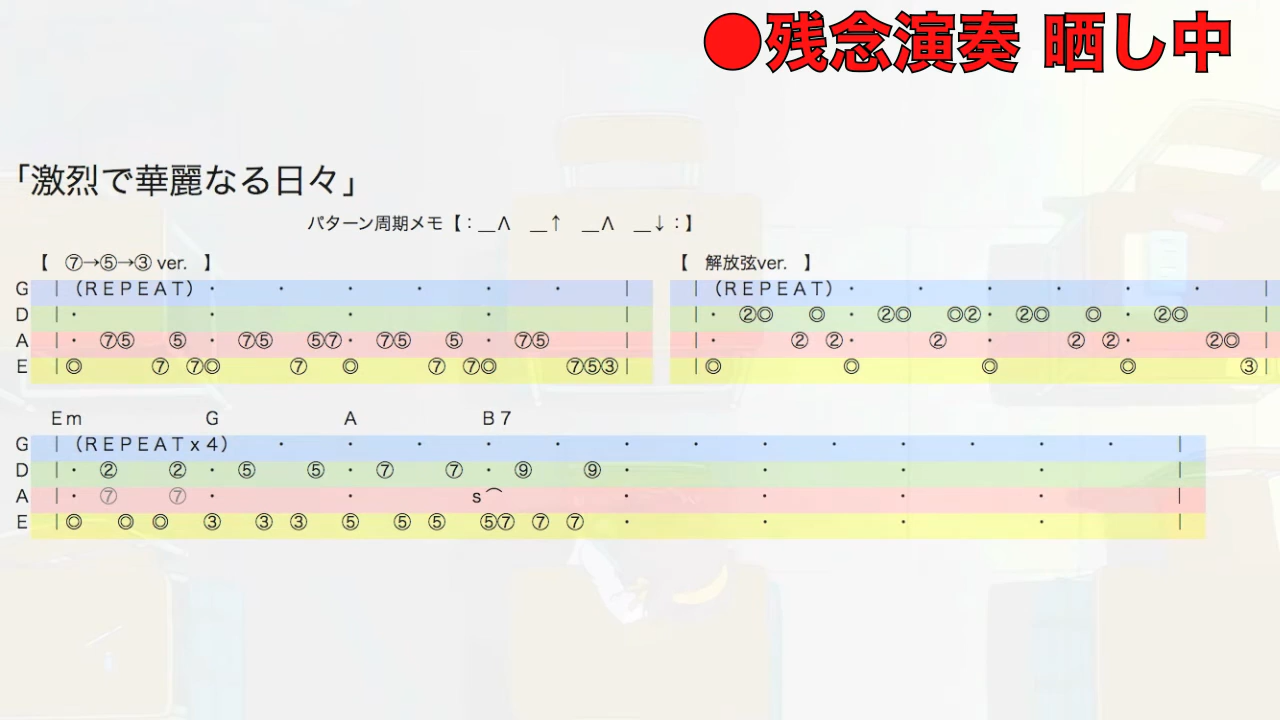 ●残念演奏 晒し中
「激烈で華麗なる日々」
パターン周期メモ【：＿Λ　＿↑　＿Λ　＿↓：】
【　⑦→⑤→③ ver.　】
G ｜（ＲＥＰＥＡＴ）・　・　・　・　・　・　｜
D ｜・　・　・　・　｜
A ｜・　⑦⑤　⑤　・　⑦⑤　⑤⑦・　⑦⑤　⑤　・　⑦⑤　｜
E ｜◎　⑦　⑦◎　⑦　◎　⑦　⑦◎　⑦⑤③｜
【　解放弦ver.　】
｜（ＲＥＰＥＡＴ）・　・　・　・　・　・　｜
｜・　②◎　◎　・　②◎　◎②・　②◎　◎　・　②◎　｜
｜・　②　②・　②　・　②　②・　②◎　｜
｜◎　◎　◎　◎　③｜
Ｅｍ　Ｇ　Ａ　Ｂ７
G ｜（ＲＥＰＥＡＴｘ４）　・　・　・　・　・　・　・　・　・　・　・　・　・　｜
D ｜・　②　②　・　⑤　⑤　・　⑦　⑦　・　⑨　⑨　・　・　・　・　｜
A ｜・　⑦　⑦　・　・　ｓ⌒　・　・　・　・　｜
E ｜◎　◎　◎　③　③　③　⑤　⑤　⑤　⑤⑦　⑦　⑦　・　・　・　・　｜